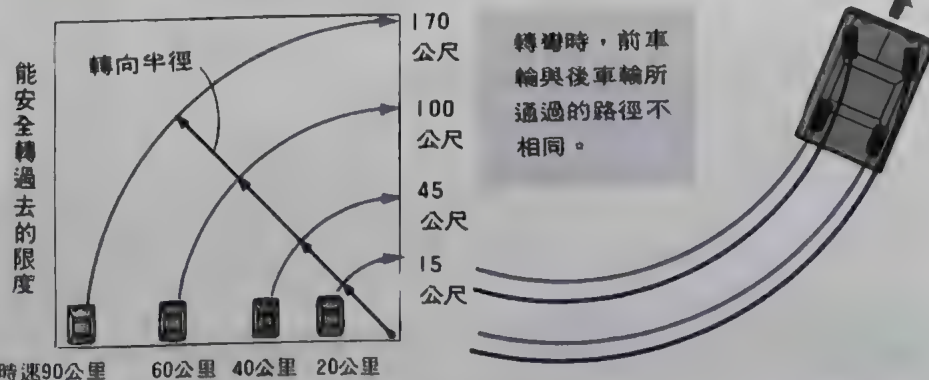 能安全轉過去的限度
轉向半徑
170
公尺
100
公尺
45
公尺
15
公尺
時速90公里 60公里 40公里 20公里
轉彎時，前車
輪與後車輪所
通過的路徑不
相同。